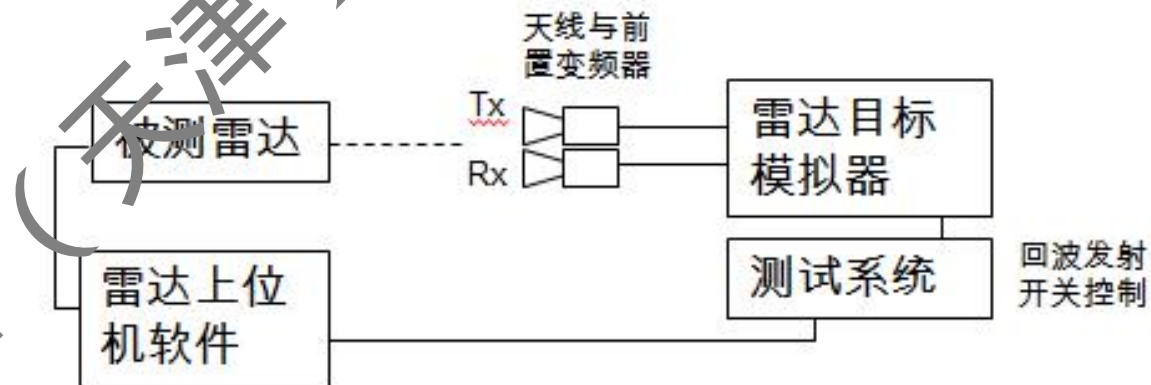 天线与前
置变频器
Tx
Rx
被测雷达
雷达目标
模拟器
雷达上位
机软件
测试系统
回波发射
开关控制
（天津